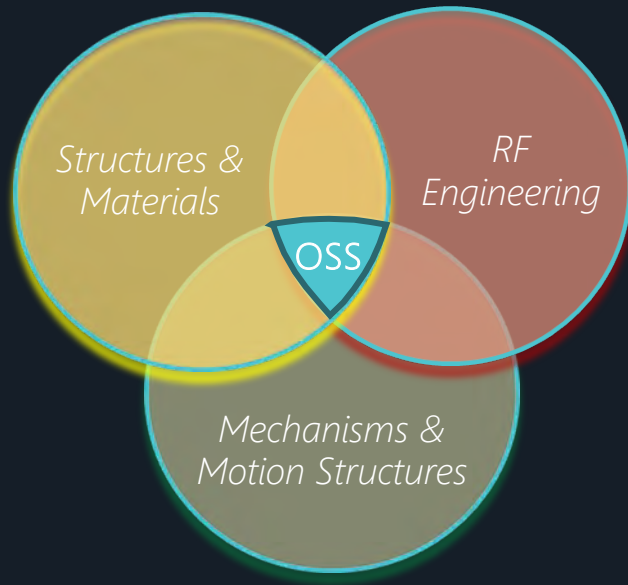 Structures &
Materials
RF
Engineering
OSS
Mechanisms &
Motion Structures